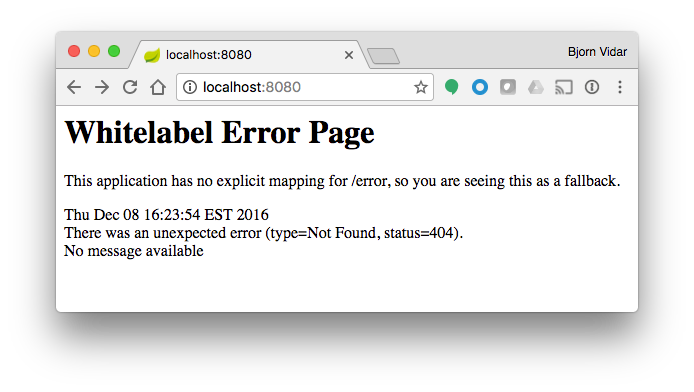 localhost:8080
Bjorn Vidar
localhost:8080
Whitelabel Error Page
This application has no explicit mapping for /error, so you are seeing this as a fallback.
Thu Dec 08 16:23:54 EST 2016
There was an unexpected error (type=Not Found, status=404).
No message available